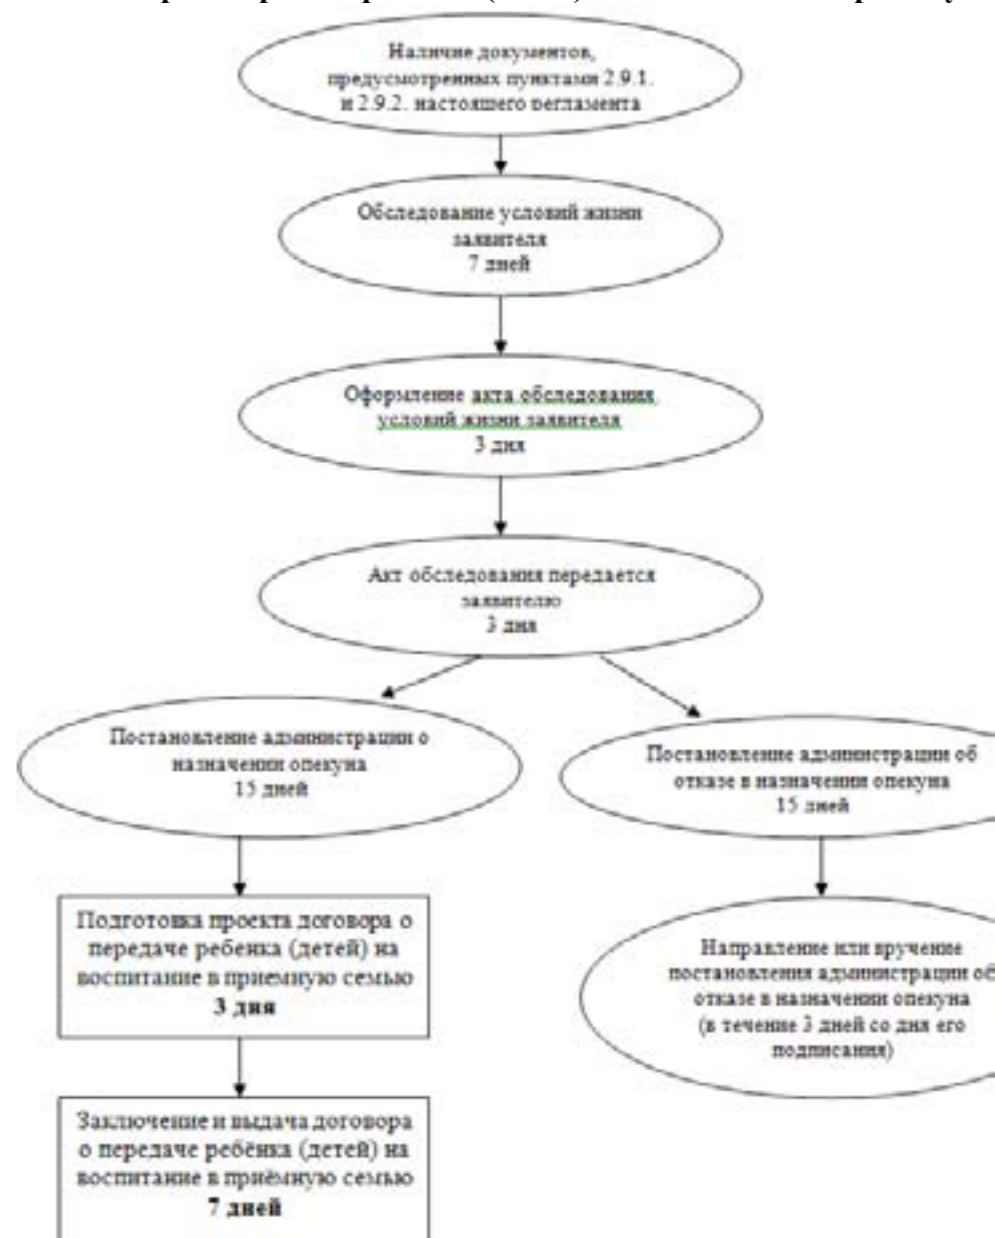 Наличие документов,
предусмотренных пунктами 2.9.1.
и 2.9.2. настоящего регламента
Обследование условий жизни
заявителя
7 дней
Оформление акта обследования
условий жизни заявителя
3 дня
Акт обследования передается
заявителю
3 дня
Постановление администрации о
назначении опекуна
15 дней
Постановление администрации об
отказе в назначении опекуна
15 дней
Подготовка проекта договора о
передаче ребенка (детей) на
воспитание в приемную семью
3 дня
Направление или вручение
постановления администрации об
отказе в назначении опекуна
(в течение 3 дней со дня его
подписания)
Заключение и выдача договора
о передаче ребёнка (детей) на
воспитание в приёмную семью
7 дней